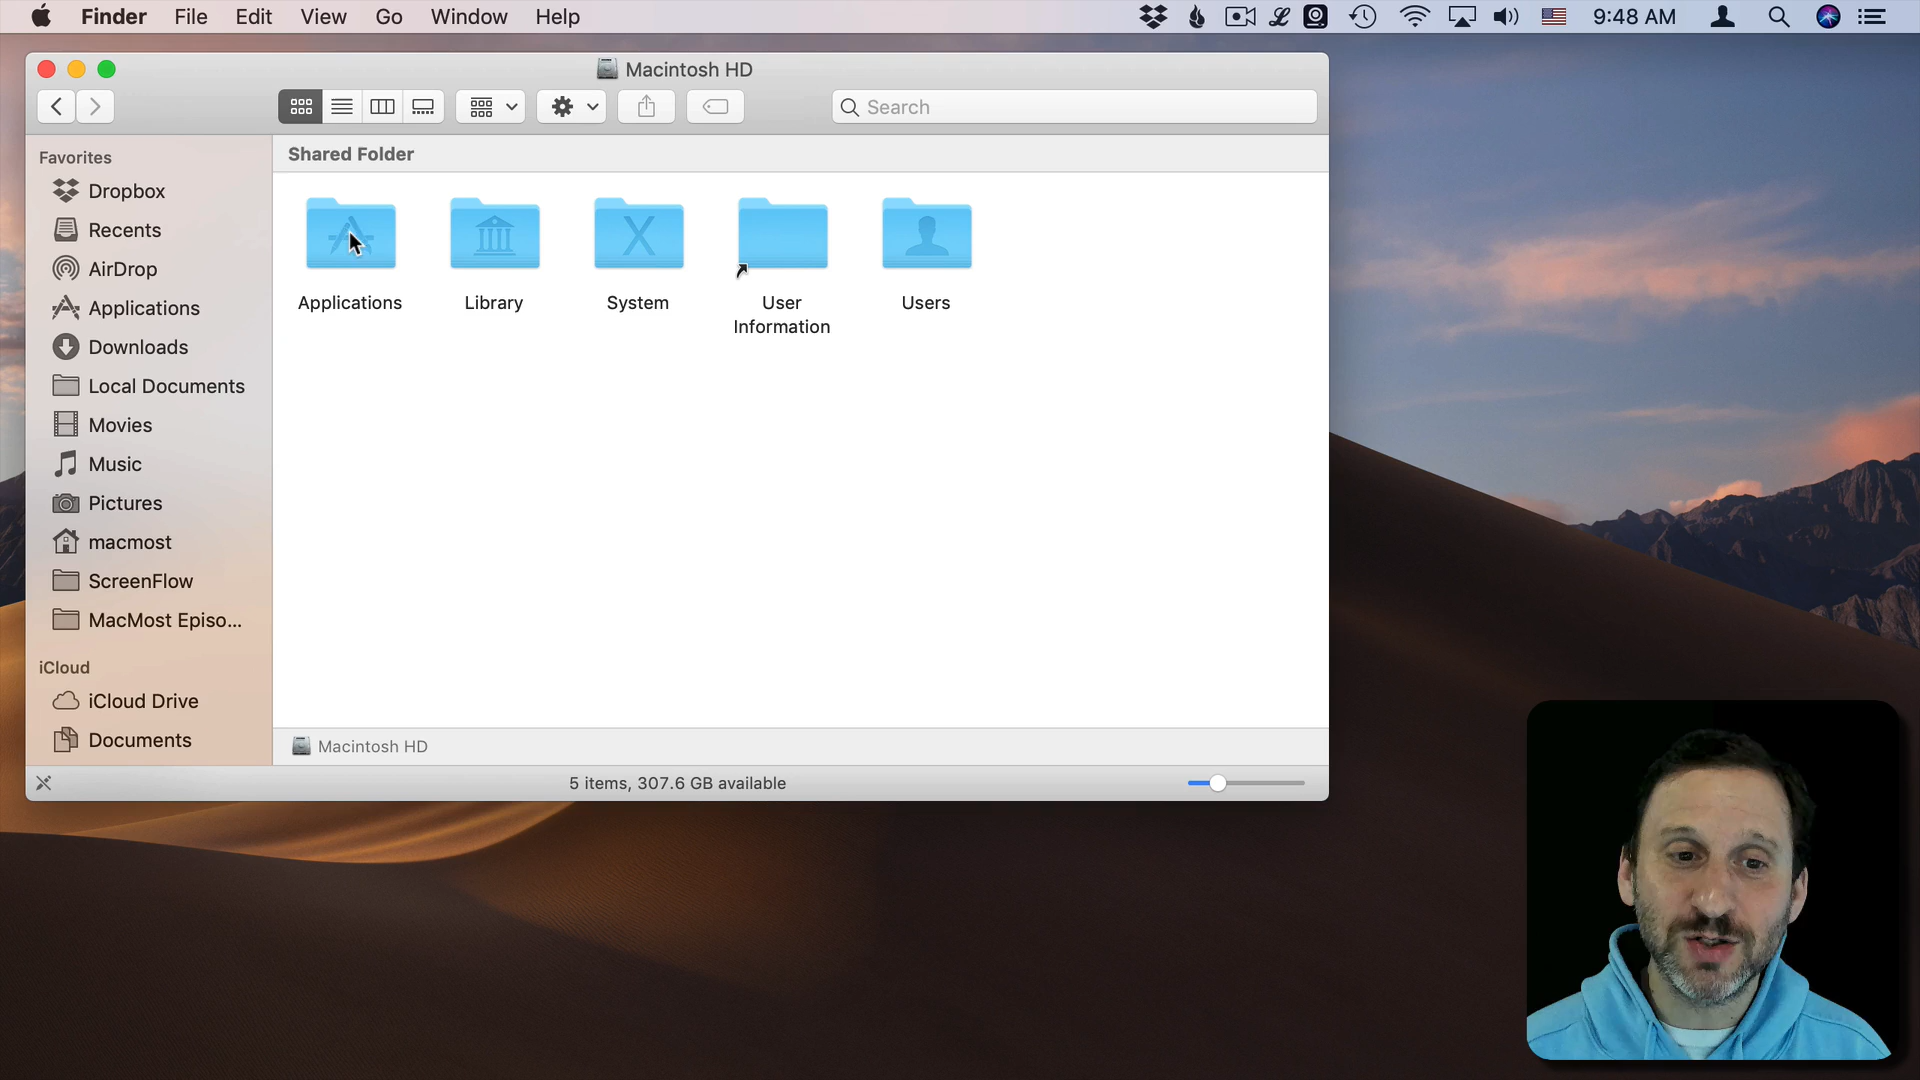 Finder File Edit View Go Window Help 9:48 AM
Macintosh HD
Search
Favorites
Dropbox
Recents
AirDrop
Applications
Downloads
Local Documents
Movies
Music
Pictures
macmost
ScreenFlow
MacMost Episo...
iCloud
iCloud Drive
Documents
Shared Folder
Applications
Library
System
User
Information
Users
Macintosh HD
5 items, 307.6 GB available